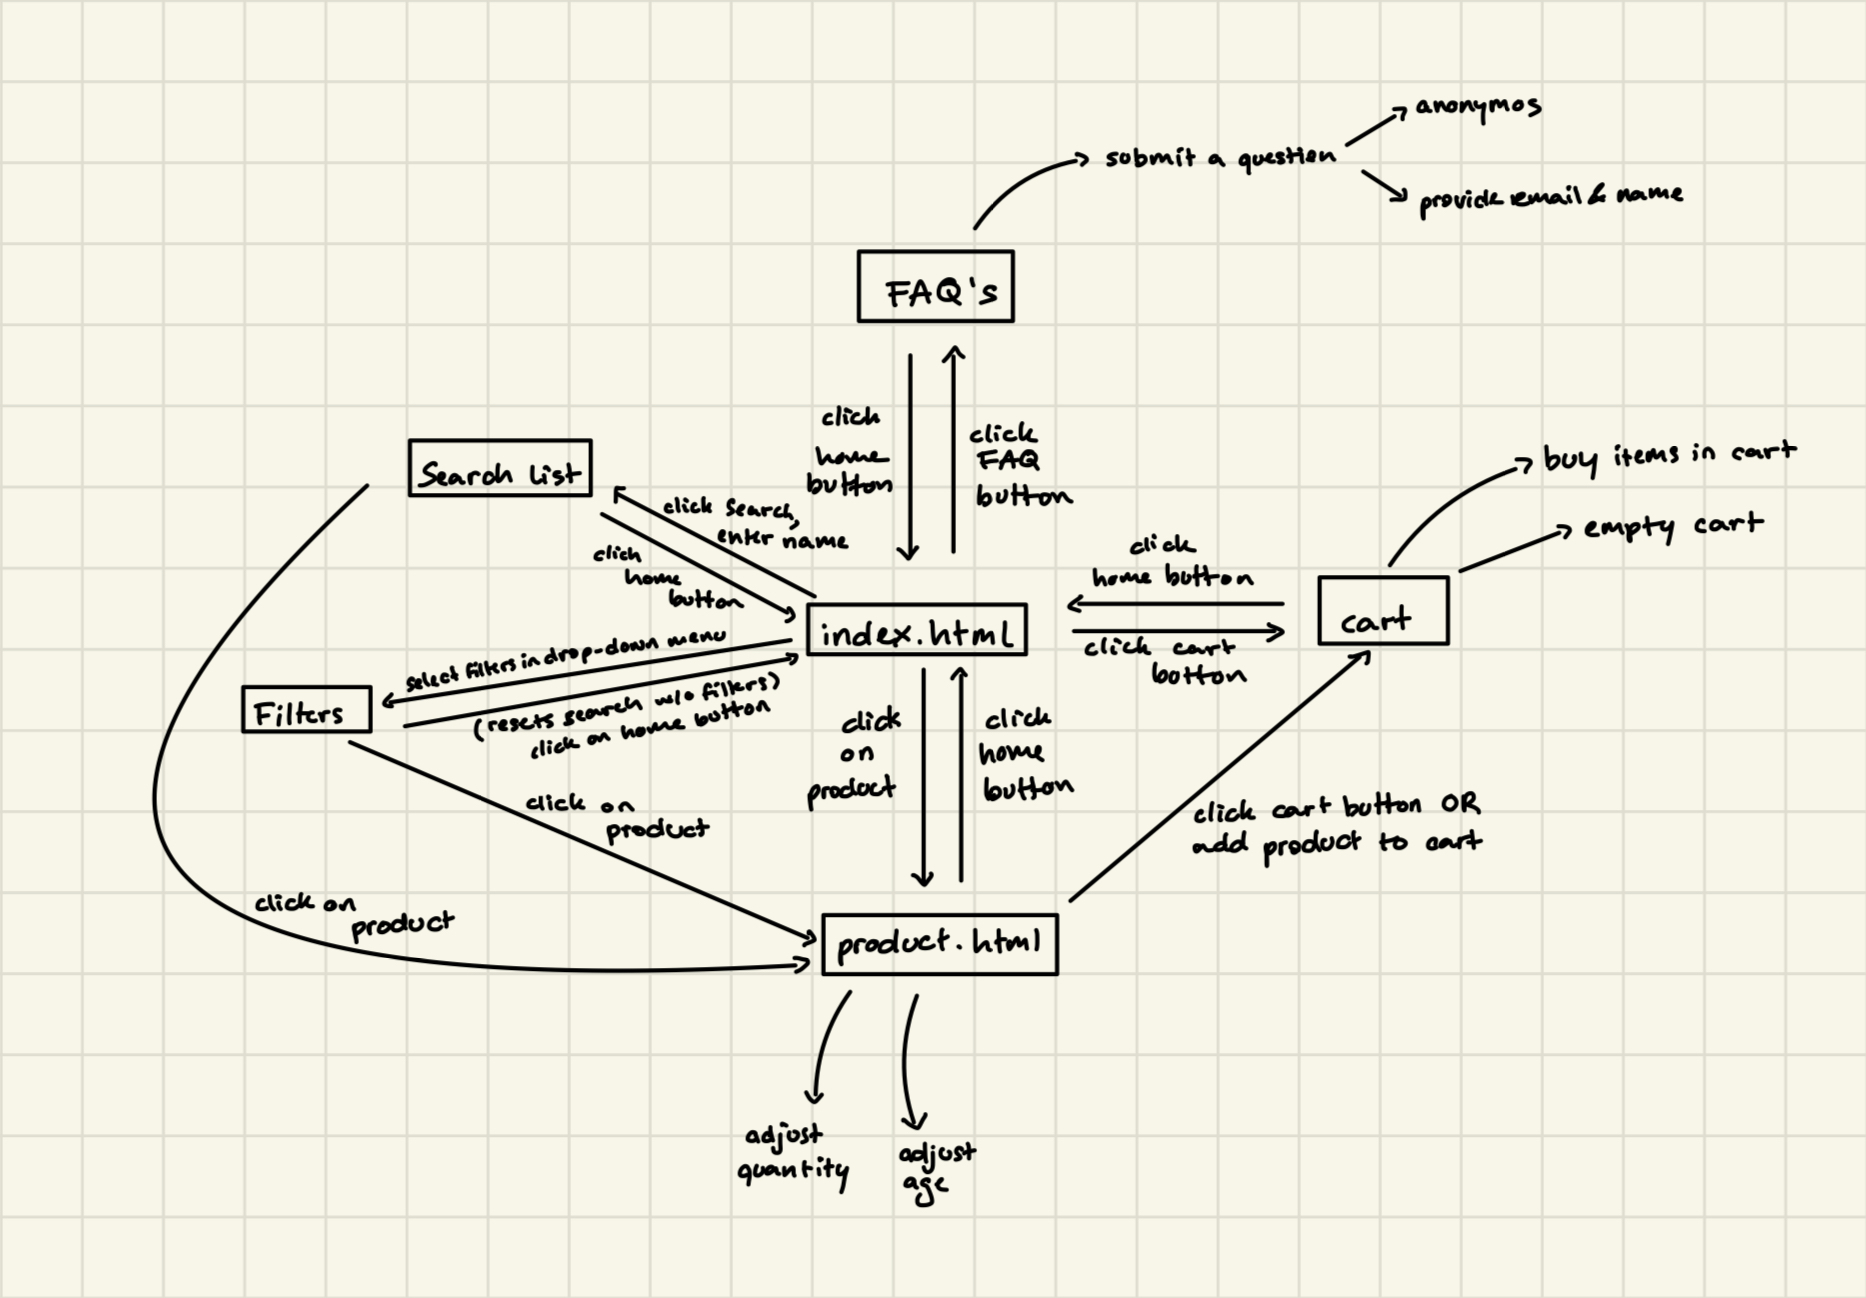 anonymos
submit a question
provide email & name
FAQ's
click
home
button
click
FAQ
button
Search List
click search,
enter name
click
home
button
buy items in cart
empty cart
click
home button
cart
click cart
button
index.html
select filters in drop-down menu
Filters
(resets search w/o filters)
click on home button
click
on
product
click
home
button
click on
product
click cart button OR
add product to cart
click on
product
product.html
adjust
quantity
adjust
age